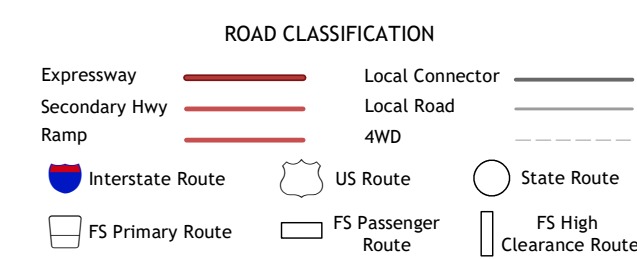 ROAD CLASSIFICATION
Expressway
Local Connector
Secondary Hwy
Local Road
Ramp
4WD
Interstate Route
US Route
State Route
FS Primary Route
FS Passenger
Route
FS High
Clearance Route